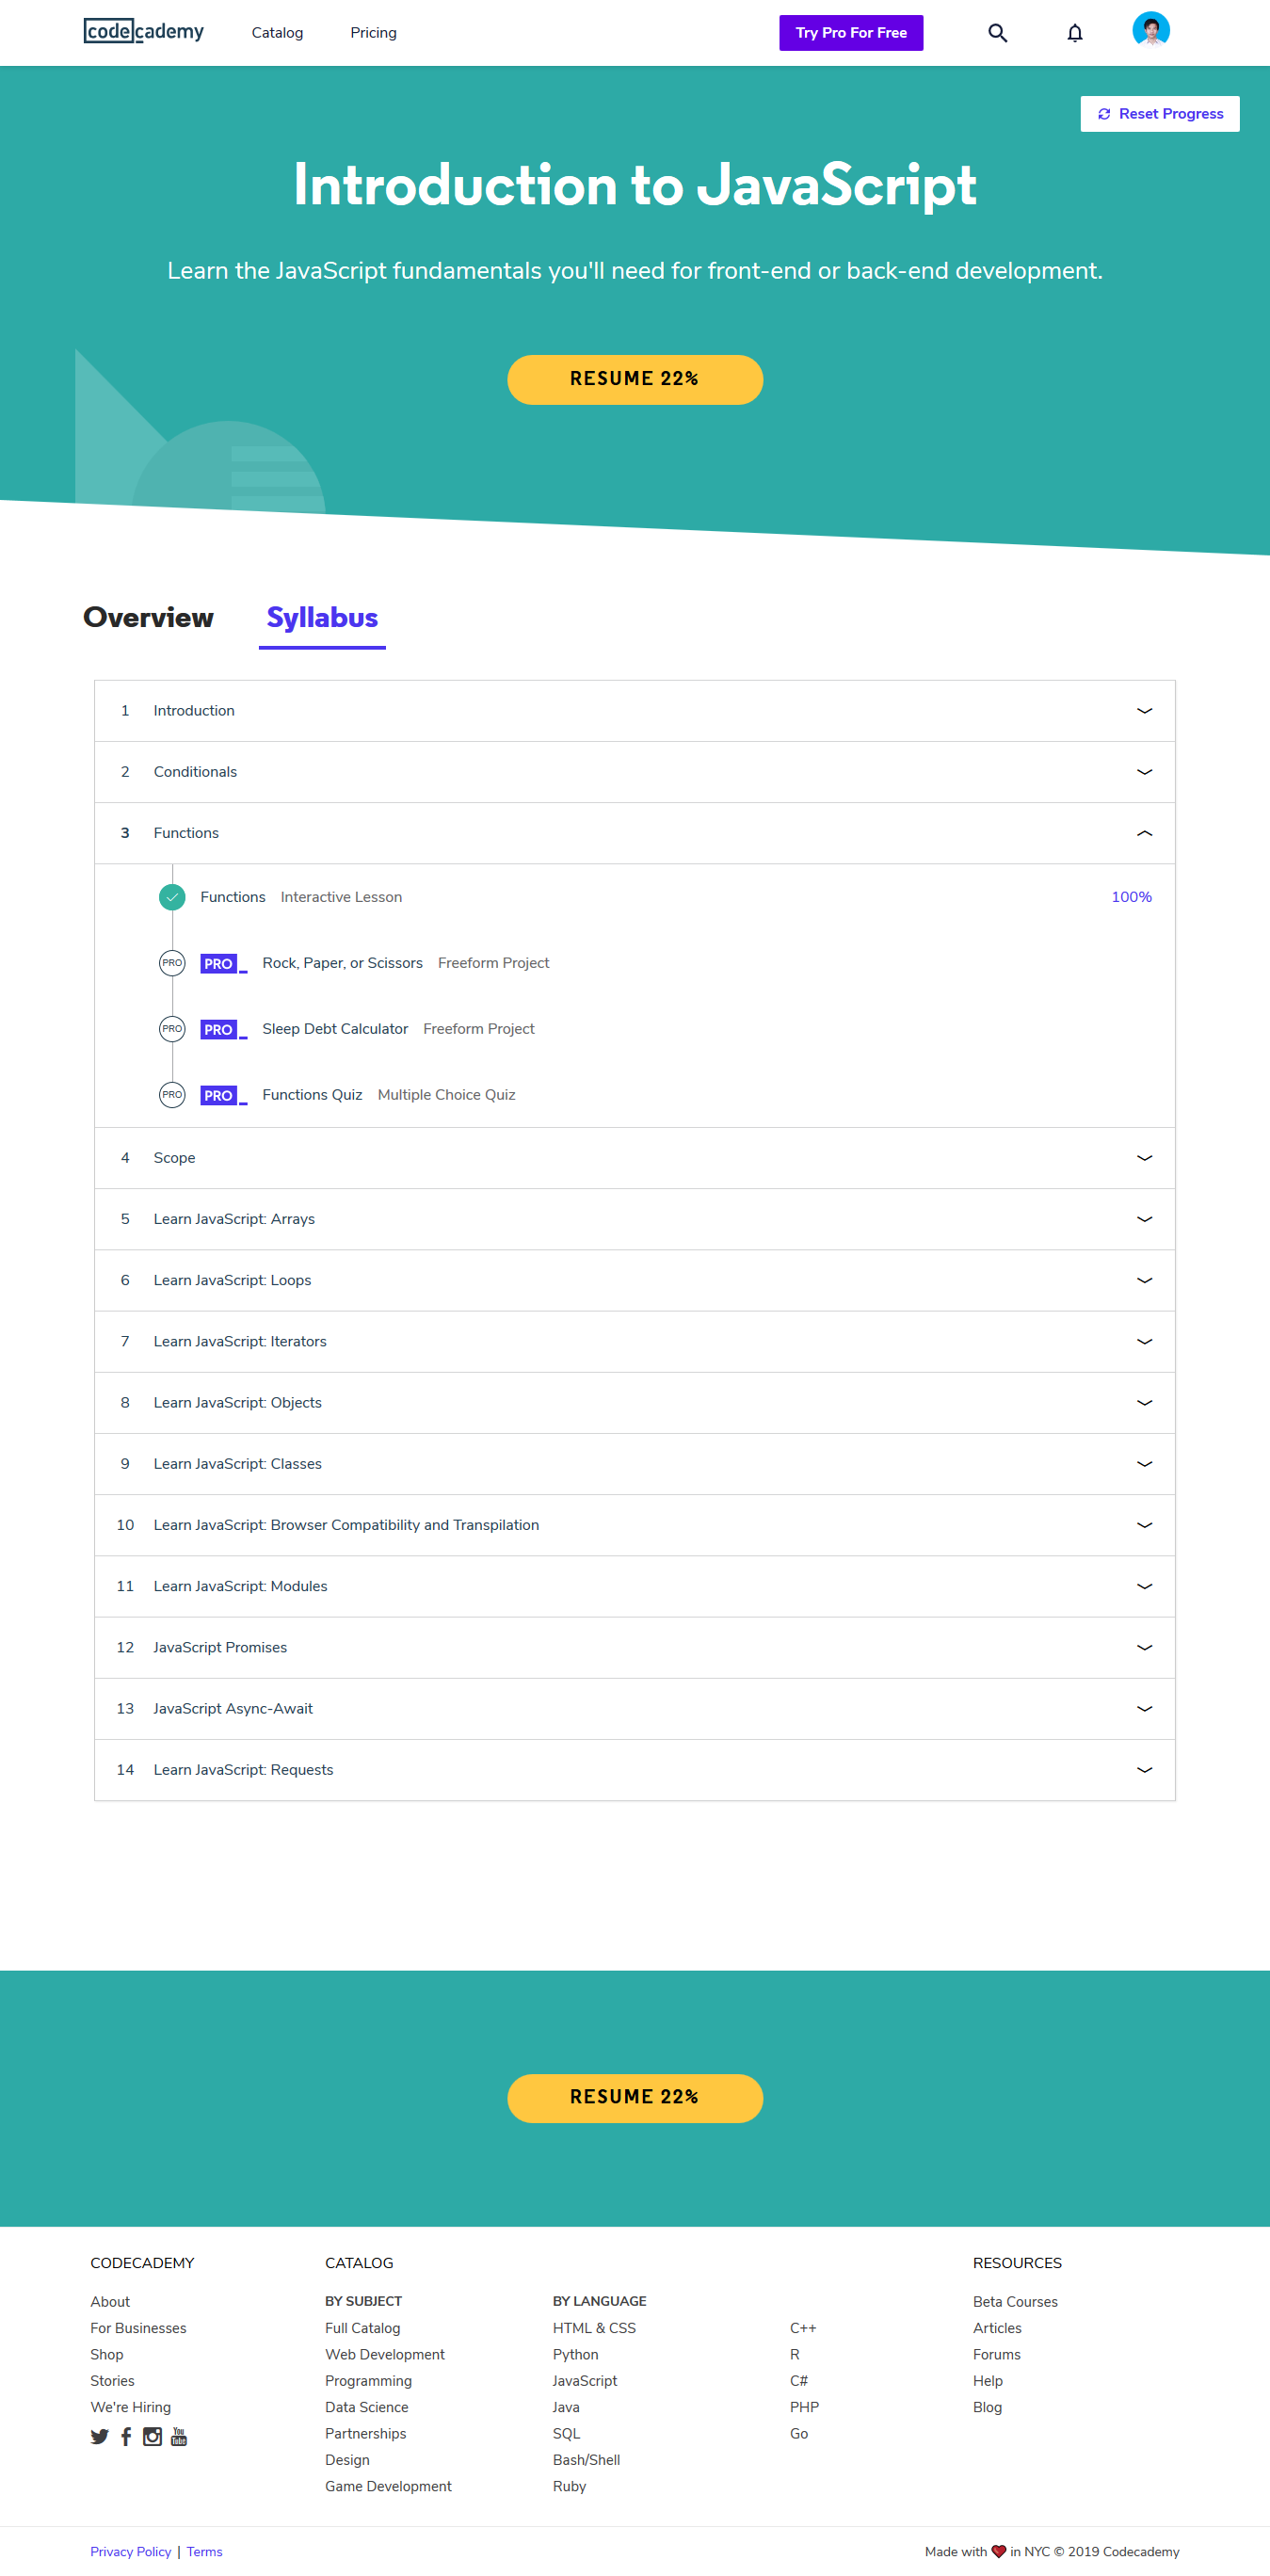 codecademy Catalog Pricing Try Pro For Free
Reset Progress
Introduction to JavaScript
Learn the JavaScript fundamentals you'll need for front-end or back-end development.
RESUME 22%
Overview Syllabus
1 Introduction
2 Conditionals
3 Functions
Functions Interactive Lesson 100%
PRO PRO_ Rock, Paper, or Scissors Freeform Project
PRO PRO_ Sleep Debt Calculator Freeform Project
PRO PRO_ Functions Quiz Multiple Choice Quiz
4 Scope
5 Learn JavaScript: Arrays
6 Learn JavaScript: Loops
7 Learn JavaScript: Iterators
8 Learn JavaScript: Objects
9 Learn JavaScript: Classes
10 Learn JavaScript: Browser Compatibility and Transpilation
11 Learn JavaScript: Modules
12 JavaScript Promises
13 JavaScript Async-Await
14 Learn JavaScript: Requests
RESUME 22%
CODECADEMY
About
For Businesses
Shop
Stories
We're Hiring
You Tube
CATALOG
BY SUBJECT
Full Catalog
Web Development
Programming
Data Science
Partnerships
Design
Game Development
BY LANGUAGE
HTML & CSS
Python
JavaScript
Java
SQL
Bash/Shell
Ruby
C++
R
C#
PHP
Go
RESOURCES
Beta Courses
Articles
Forums
Help
Blog
Privacy Policy | Terms
Made with ❤ in NYC © 2019 Codecademy